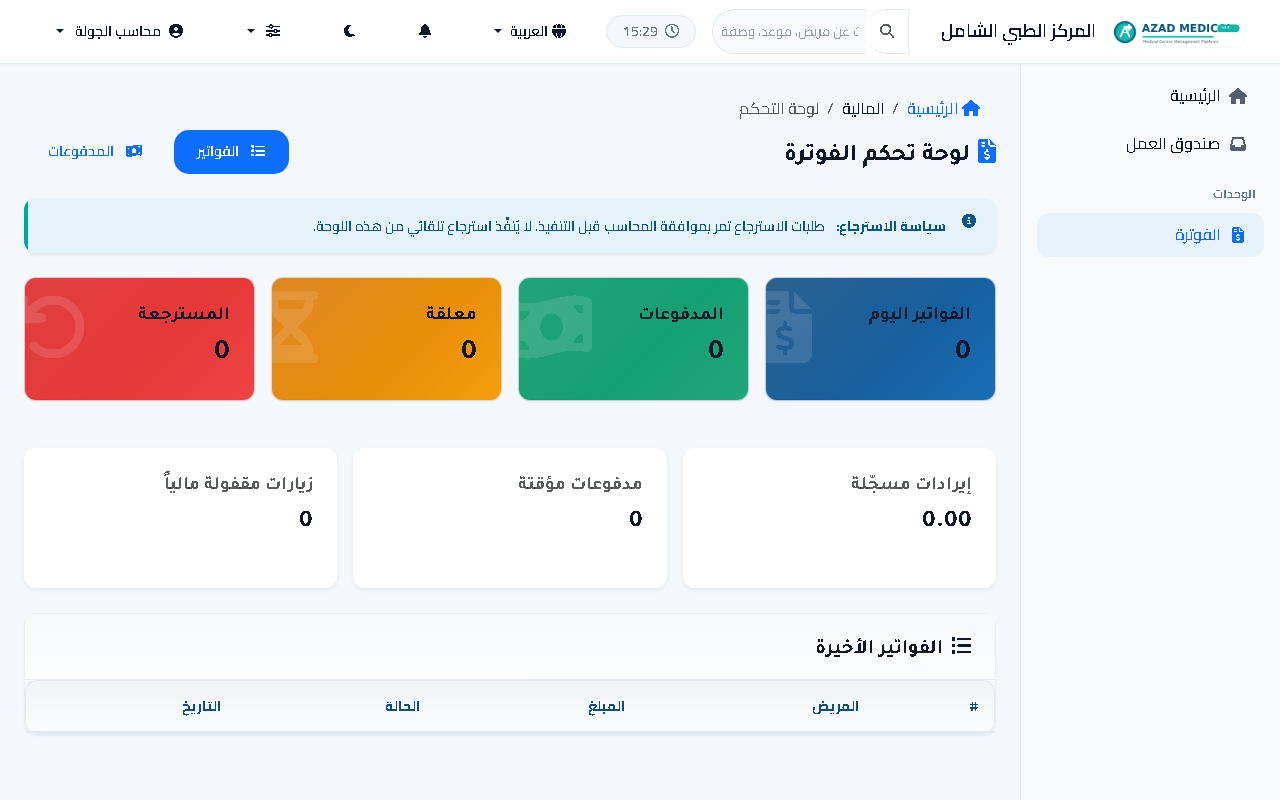 AZAD MEDIC
Medical Centre Management Platform
المركز الطبي الشامل
ث عن مريض، موعد، وصفة
15:29
العربية
محاسب الجولة
الرئيسية
صندوق العمل
الوحدات
الفوترة
الرئيسية / المالية / لوحة التحكم
لوحة تحكم الفوترة
الفواتير
المدفوعات
سياسة الاسترجاع: طلبات الاسترجاع تمر بموافقة المحاسب قبل التنفيذ. لا يُنفَّذ استرجاع تلقائي من هذه اللوحة.
الفواتير اليوم
0
المدفوعات
0
معلقة
0
المسترجعة
0
إيرادات مسجّلة
0.00
مدفوعات مؤقتة
0
زيارات مقفولة مالياً
0
الفواتير الأخيرة
# المريض المبلغ الحالة التاريخ